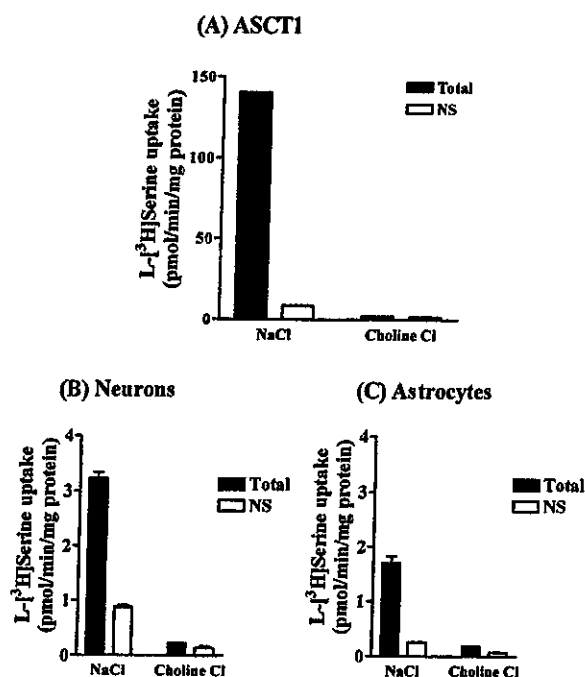 (A) ASCT1
L-[³H]Serine uptake
(pmol/min/mg protein)
150
100
50
0
Total
NS
NaCl
Choline Cl
(B) Neurons
L-[³H]Serine uptake
(pmol/min/mg protein)
4
3
2
1
0
Total
NS
NaCl
Choline Cl
(C) Astrocytes
L-[³H]Serine uptake
(pmol/min/mg protein)
4
3
2
1
0
Total
NS
NaCl
Choline Cl